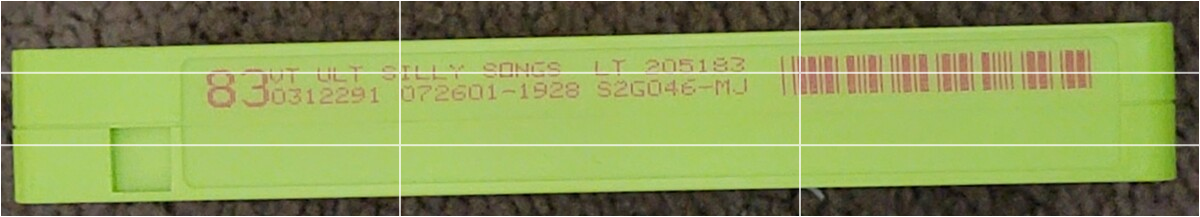 83 VT ULT SILLY SONGS LT 205183
0312291 072601-1928 S2G046-MJ